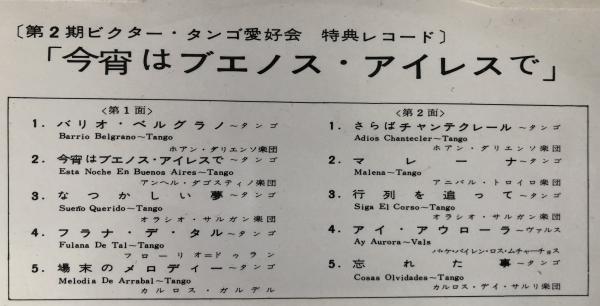 〔第2期ビクター・タンゴ愛好会 特典レコード〕
「今宵はブエノス・アイレスで」
〈第1面〉
1. バリオ・ベルグラノ～タンゴ
Barrio Belgrano～Tango
ホアン・ダリエンソ楽団
2. 今宵はブエノス・アイレスで～タンゴ
Esta Noche En Buenos Aires～Tango
アンヘル・ダゴスティノ楽団
3. なつかしい夢～タンゴ
Sueño Querido～Tango
オラシオ・サルガン楽団
4. フラナ・デ・タル～タンゴ
Fulana De Tal～Tango
フローリオ=ドゥラン
5. 場末のメロディー～タンゴ
Melodia De Arrabal～Tango
カルロス・ガルデル
〈第2面〉
1. さらばチャンテクレール～タンゴ
Adios Chantecler～Tango
ホアン・ダリエンソ楽団
2. マレーナ～タンゴ
Malena～Tango
アニバル・トロイロ楽団
3. 行列を追って～タンゴ
Siga El Corso～Tango
オラシオ・サルガン楽団
4. アイ・アウローラ～ヴァルス
Ay Aurora～Vals
バケ・バイレン・ロス・ムチャーチョス
5. 忘れた事～タンゴ
Cosas Olvidades～Tango
カルロス・デイ・サルリ楽団